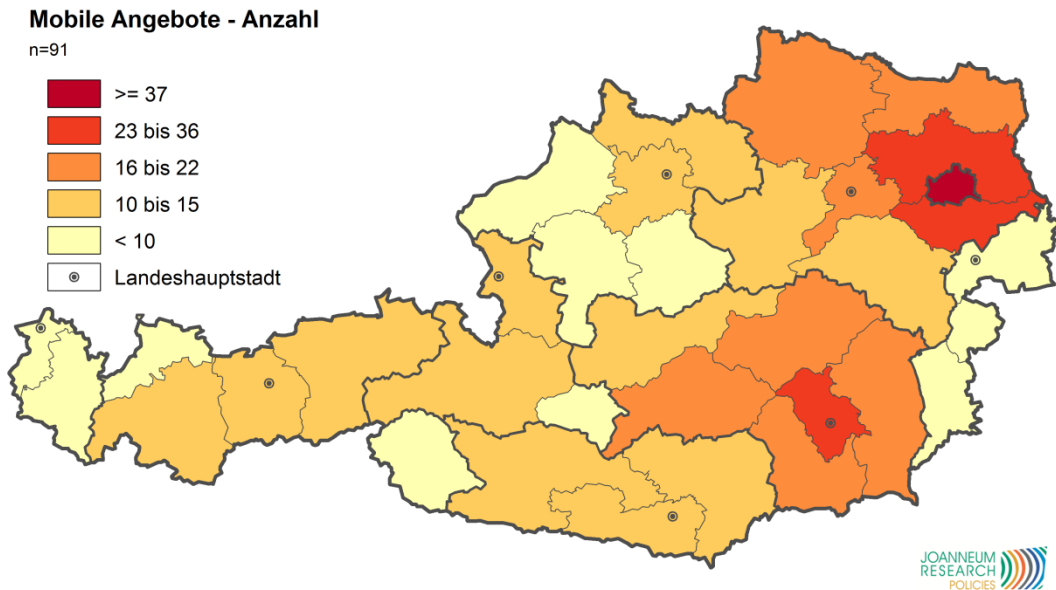 Mobile Angebote - Anzahl
n=91
>= 37
23 bis 36
16 bis 22
10 bis 15
< 10
Landeshauptstadt
JOANNEUM
RESEARCH
POLICIES